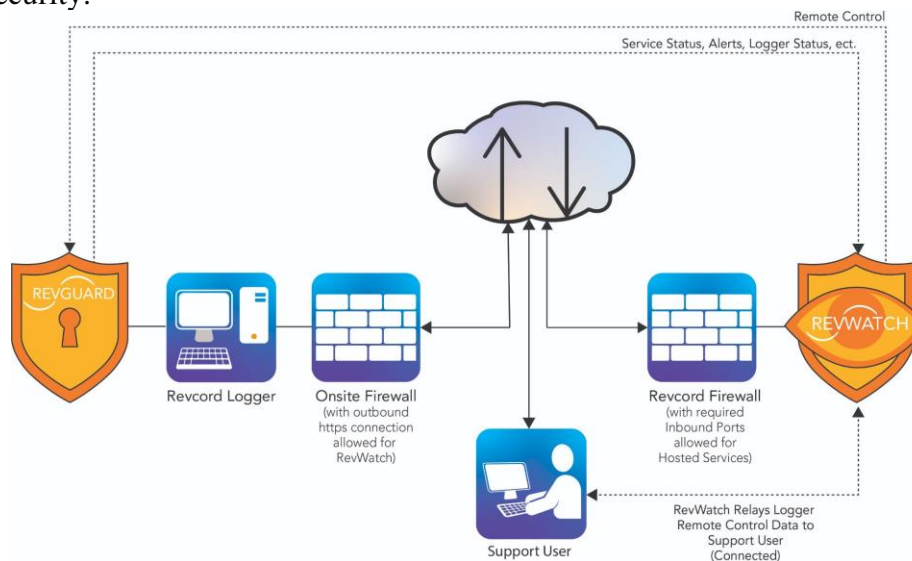 Remote Control
Service Status, Alerts, Logger Status, ect.
REVGUARD
REVWATCH
Revcord Logger
Onsite Firewall
(with outbound
https connection
allowed for
RevWatch)
Revcord Firewall
(with required
Inbound Ports
allowed for
Hosted Services)
Support User
RevWatch Relays Logger
Remote Control Data to
Support User
(Connected)